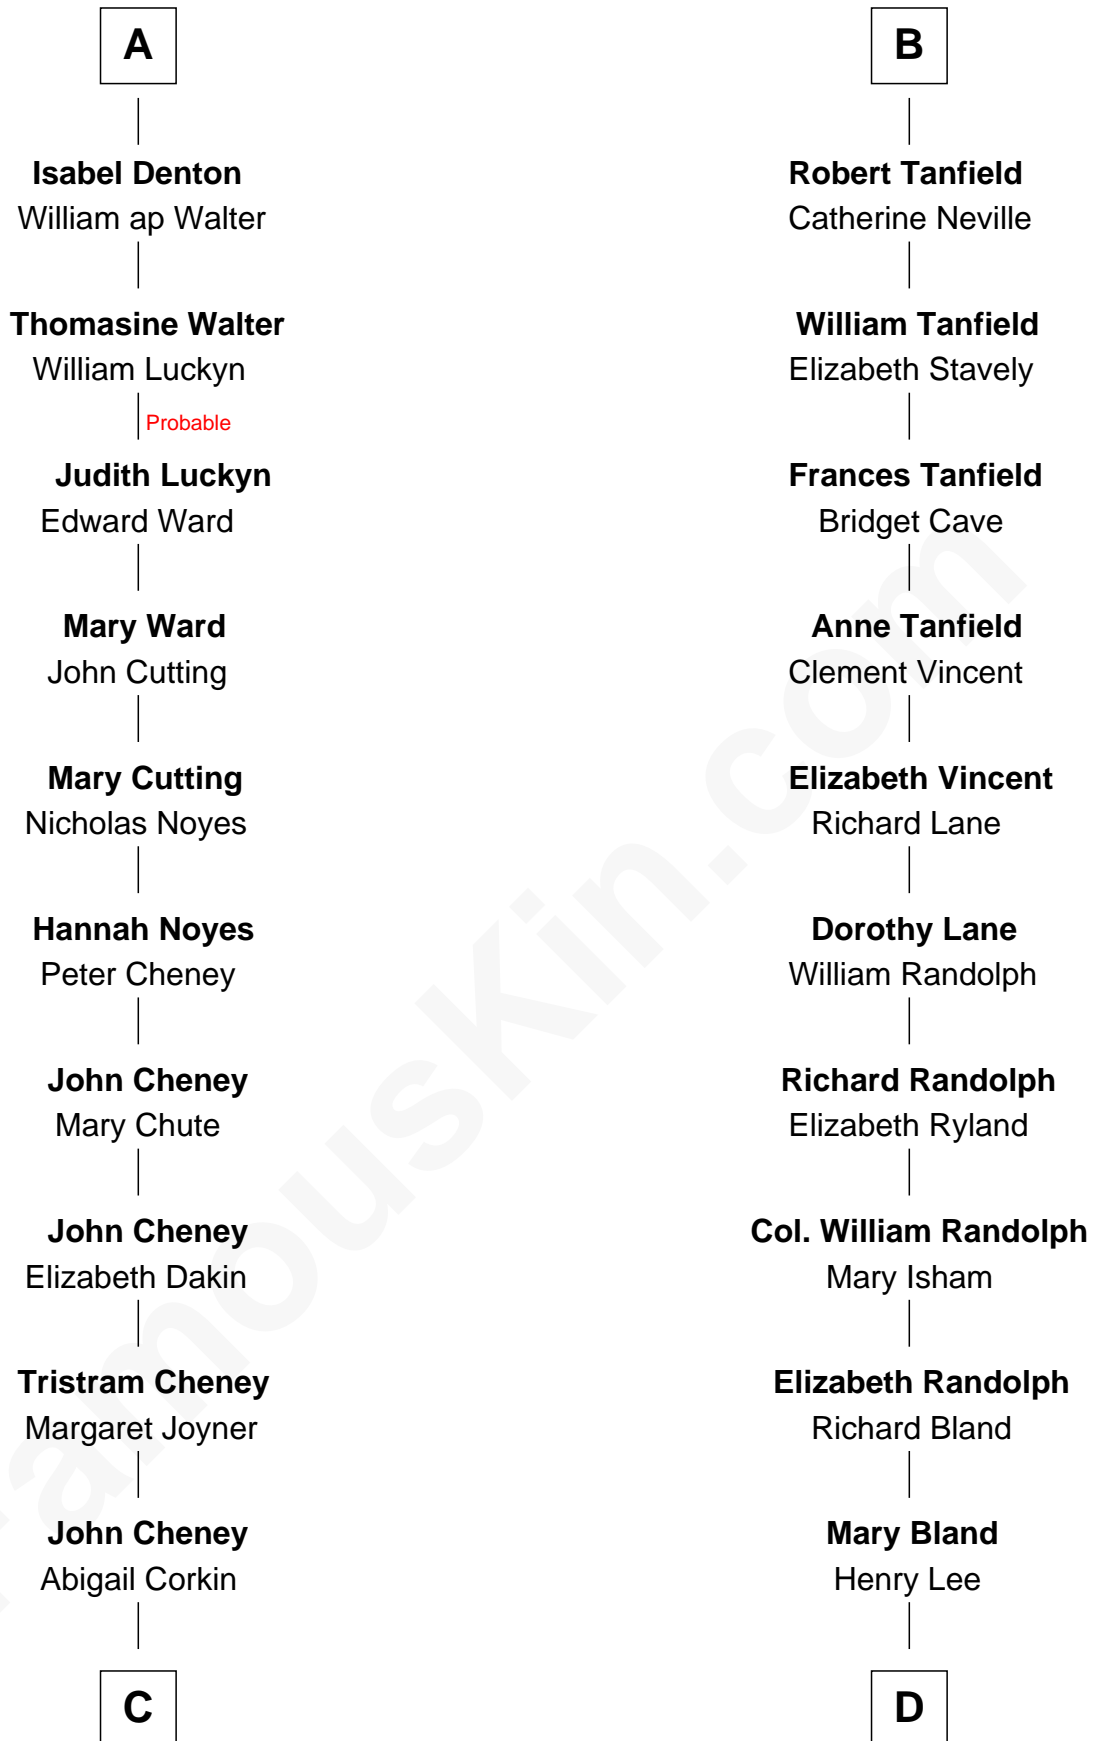 A
Isabel Denton
William ap Walter
Thomasine Walter
William Luckyn
Probable
Judith Luckyn
Edward Ward
Mary Ward
John Cutting
Mary Cutting
Nicholas Noyes
Hannah Noyes
Peter Cheney
John Cheney
Mary Chute
John Cheney
Elizabeth Dakin
Tristram Cheney
Margaret Joyner
John Cheney
Abigail Corkin
C
B
Robert Tanfield
Catherine Neville
William Tanfield
Elizabeth Stavely
Frances Tanfield
Bridget Cave
Anne Tanfield
Clement Vincent
Elizabeth Vincent
Richard Lane
Dorothy Lane
William Randolph
Richard Randolph
Elizabeth Ryland
Col. William Randolph
Mary Isham
Elizabeth Randolph
Richard Bland
Mary Bland
Henry Lee
D
FamousKin.com